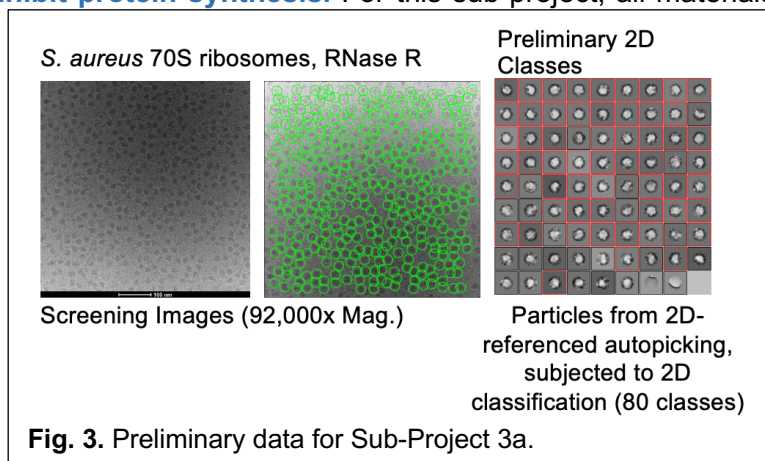 hibit protein synthesis. For this sub-project, all materials
S. aureus 70S ribosomes, RNase R
Preliminary 2D
Classes
100 nm
Screening Images (92,000x Mag.)
Particles from 2D-
referenced autopicking,
subjected to 2D
classification (80 classes)
Fig. 3. Preliminary data for Sub-Project 3a.